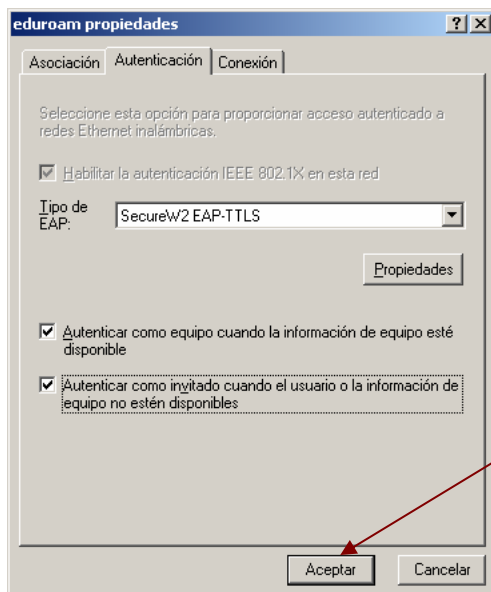 eduroam propiedades
Asociación Autenticación Conexión
Seleccione esta opción para proporcionar acceso autenticado a
redes Ethernet inalámbricas.
Habilitar la autenticación IEEE 802.1X en esta red
Tipo de
EAP:
SecureW2 EAP-TTLS
Propiedades
Autenticar como equipo cuando la información de equipo esté
disponible
Autenticar como invitado cuando el usuario o la información de
equipo no estén disponibles
Aceptar Cancelar